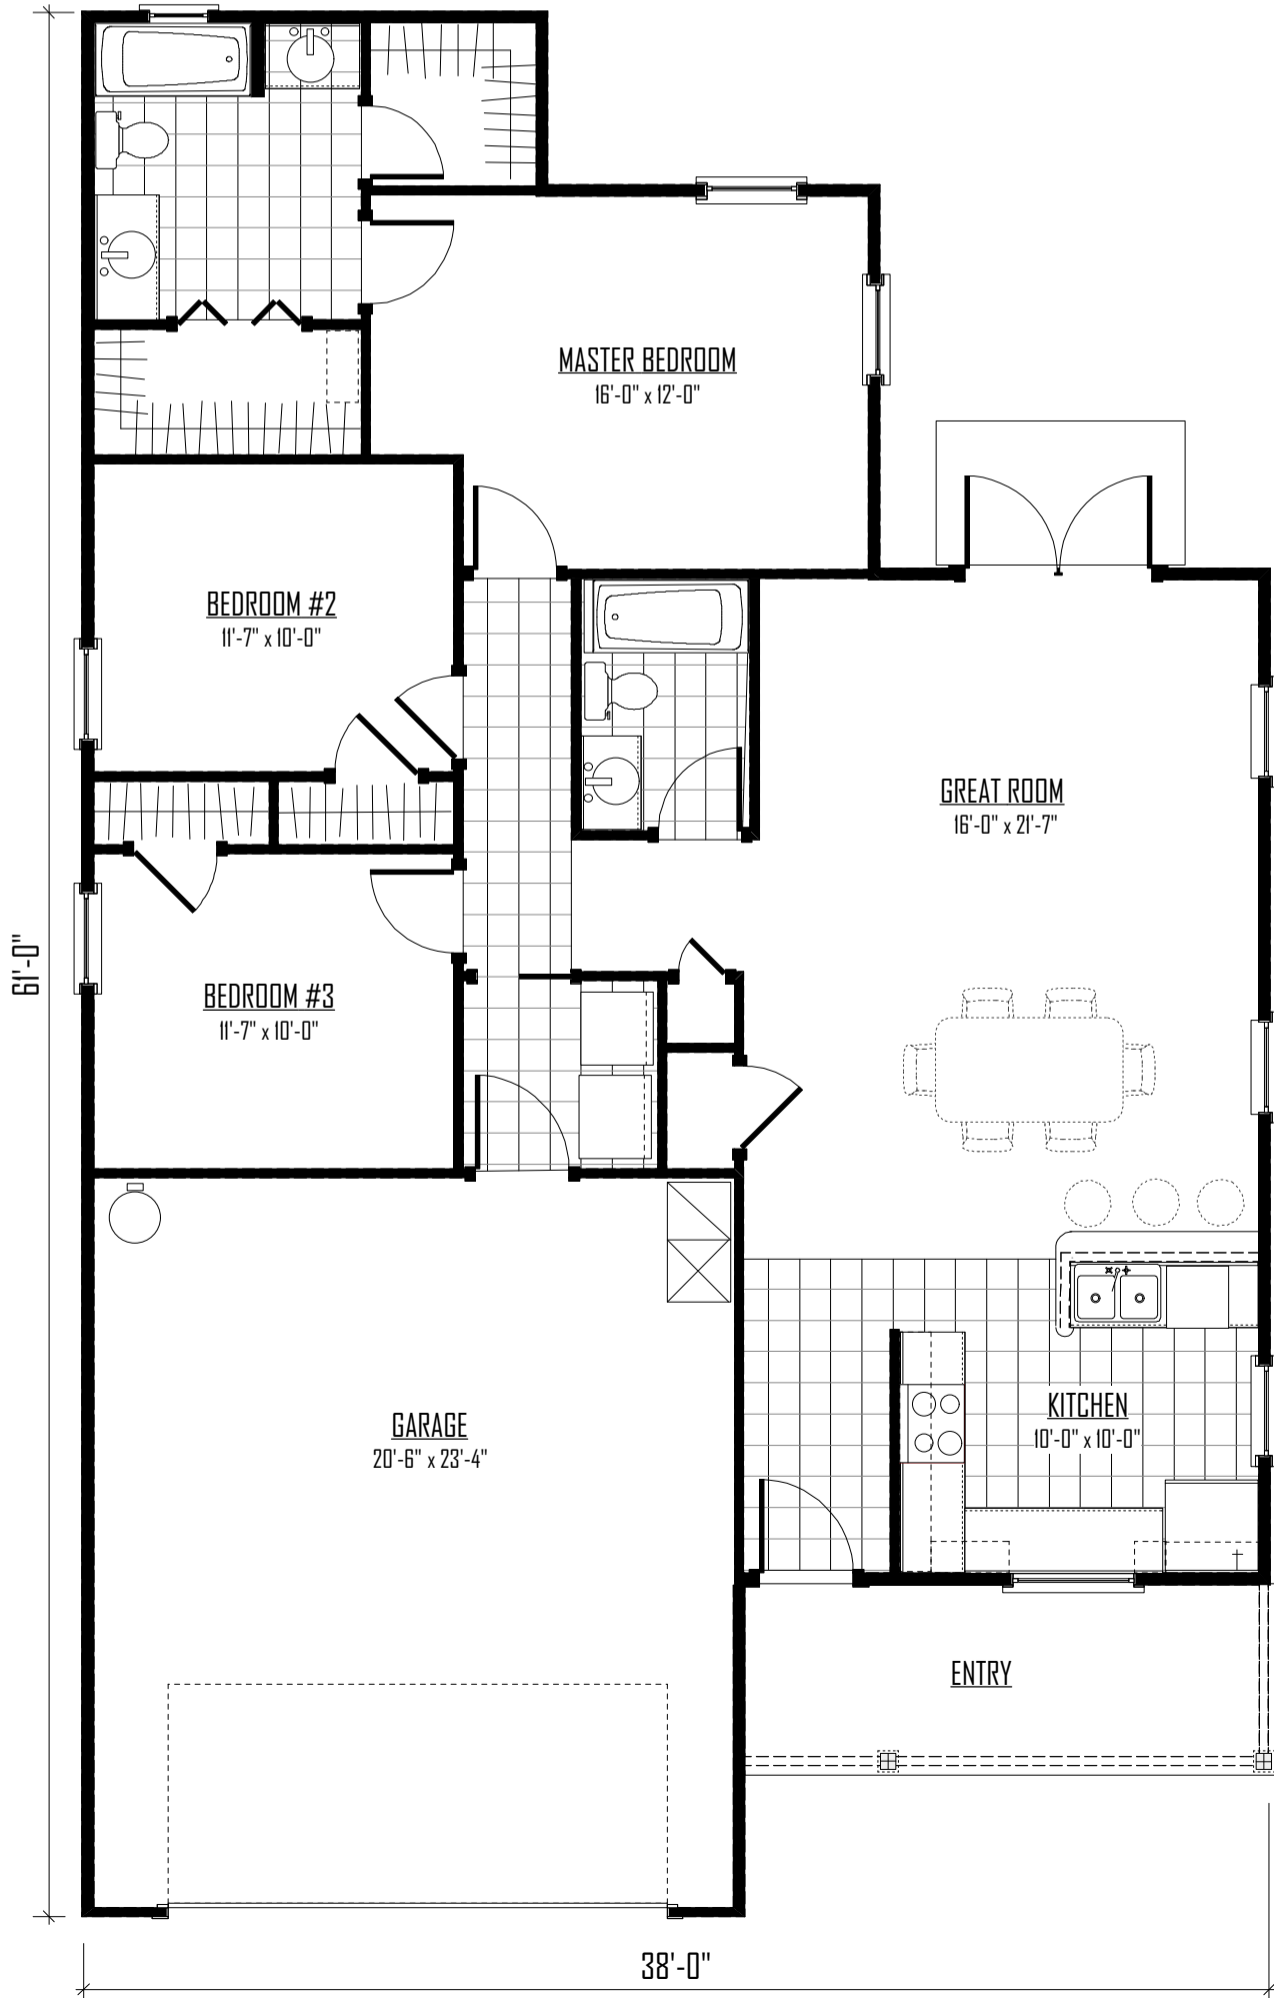 MASTER BEDROOM
16'-0" x 12'-0"
BEDROOM #2
11'-7" x 10'-0"
GREAT ROOM
16'-0" x 21'-7"
61'-0"
BEDROOM #3
11'-7" x 10'-0"
KITCHEN
10'-0" x 10'-0"
GARAGE
20'-6" x 23'-4"
ENTRY
38'-0"